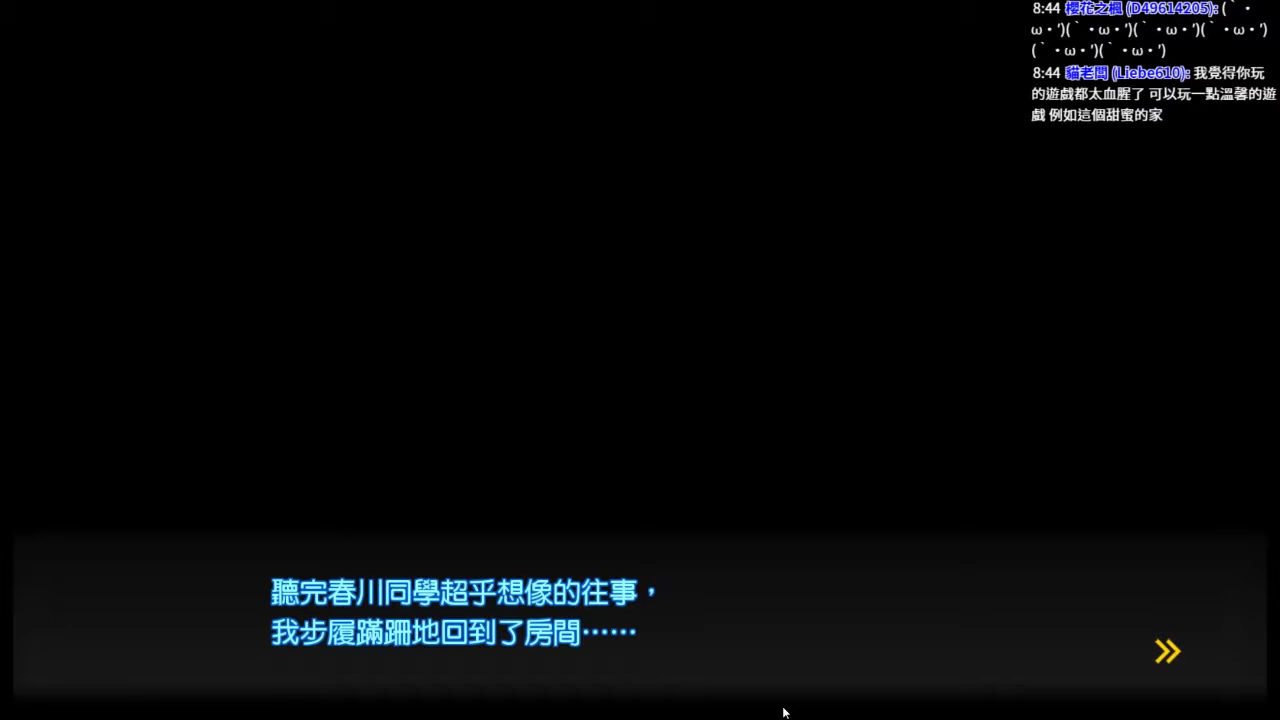 8:44 櫻花之楓 (D49614205): (｀・
ω・')(｀・ω・')(｀・ω・')(｀・ω・')
(｀・ω・')(｀・ω・')
8:44 貓老闆 (Liebe610): 我覺得你玩
的遊戲都太血腥了 可以玩一點溫馨的遊
戲 例如這個甜蜜的家
聽完春川同學超乎想像的往事，
我步履蹣跚地回到了房間……